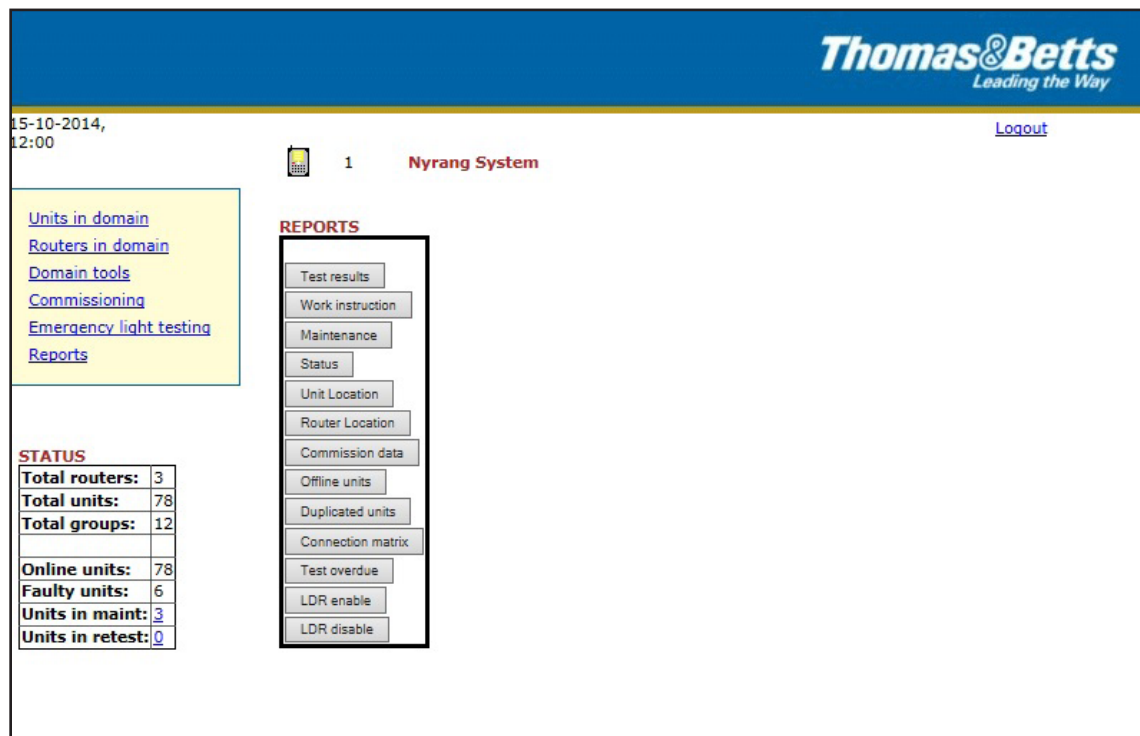 Thomas&Betts
Leading the Way
15-10-2014,
12:00
Logout
1 Nyrang System
Units in domain
Routers in domain
Domain tools
Commissioning
Emergency light testing
Reports
REPORTS
Test results
Work instruction
Maintenance
Status
Unit Location
Router Location
Commission data
Offline units
Duplicated units
Connection matrix
Test overdue
LDR enable
LDR disable
STATUS
Total routers: 3
Total units: 78
Total groups: 12
Online units: 78
Faulty units: 6
Units in maint: 3
Units in retest: 0